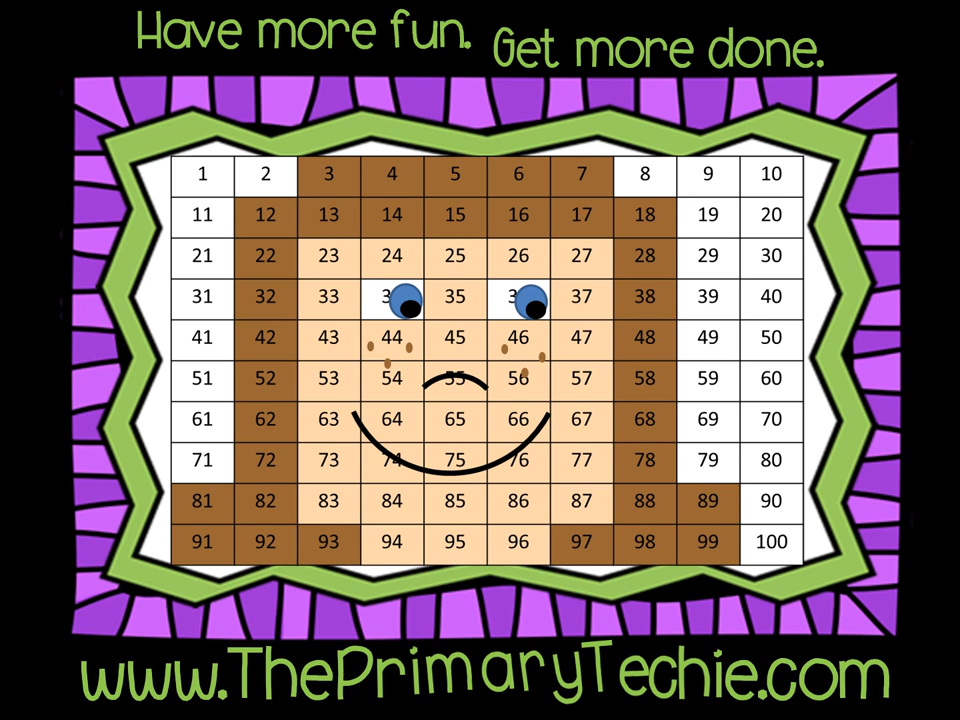 Have more fun. Get more done.
1 2 3 4 5 6 7 8 9 10
11 12 13 14 15 16 17 18 19 20
21 22 23 24 25 26 27 28 29 30
31 32 33 35 37 38 39 40
41 42 43 44 45 46 47 48 49 50
51 52 53 54 55 56 57 58 59 60
61 62 63 64 65 66 67 68 69 70
71 72 73 74 75 76 77 78 79 80
81 82 83 84 85 86 87 88 89 90
91 92 93 94 95 96 97 98 99 100
www.ThePrimaryTechie.com